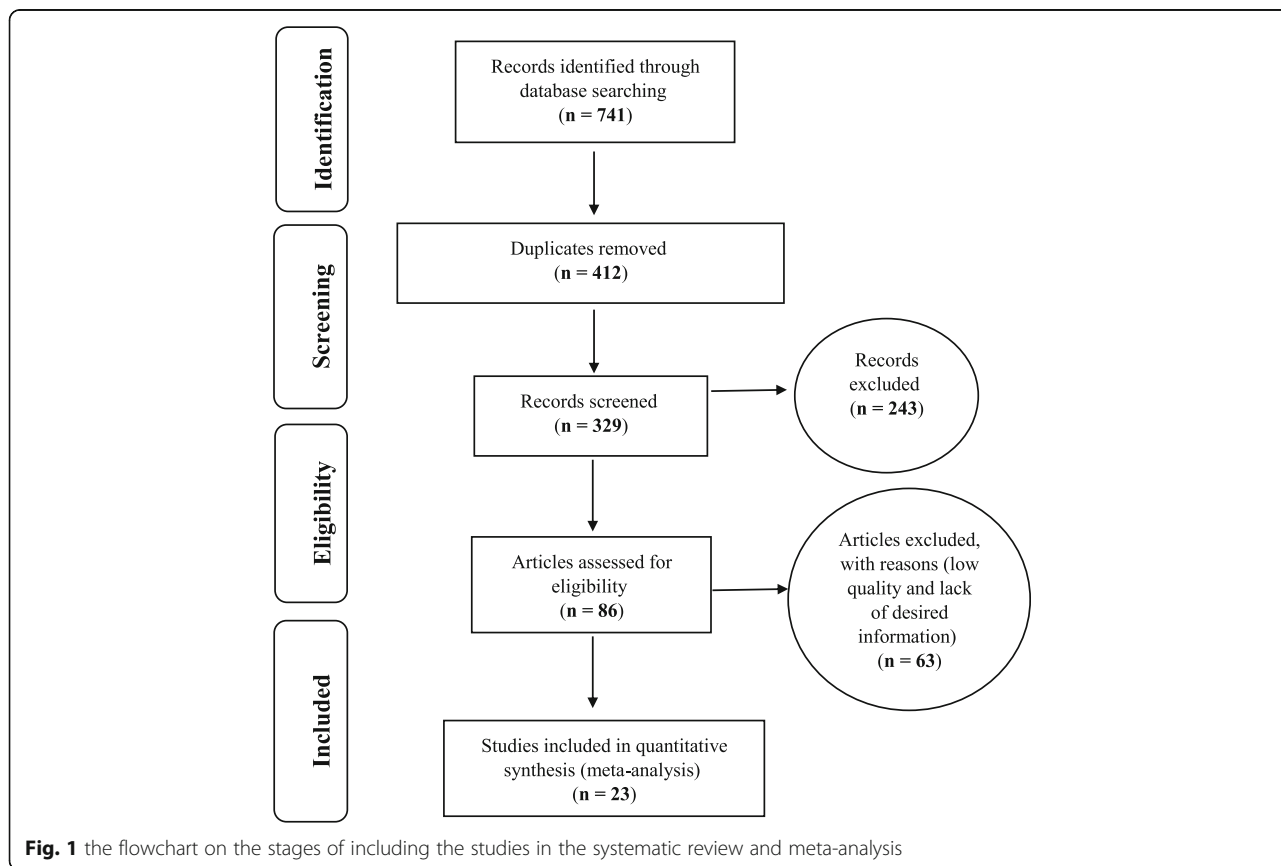 Identification
Records identified through
database searching
(n = 741)
Screening
Duplicates removed
(n = 412)
Records screened
(n = 329)
Records
excluded
(n = 243)
Eligibility
Articles assessed for
eligibility
(n = 86)
Articles excluded,
with reasons (low
quality and lack
of desired
information)
(n = 63)
Included
Studies included in quantitative
synthesis (meta-analysis)
(n = 23)
Fig. 1 the flowchart on the stages of including the studies in the systematic review and meta-analysis